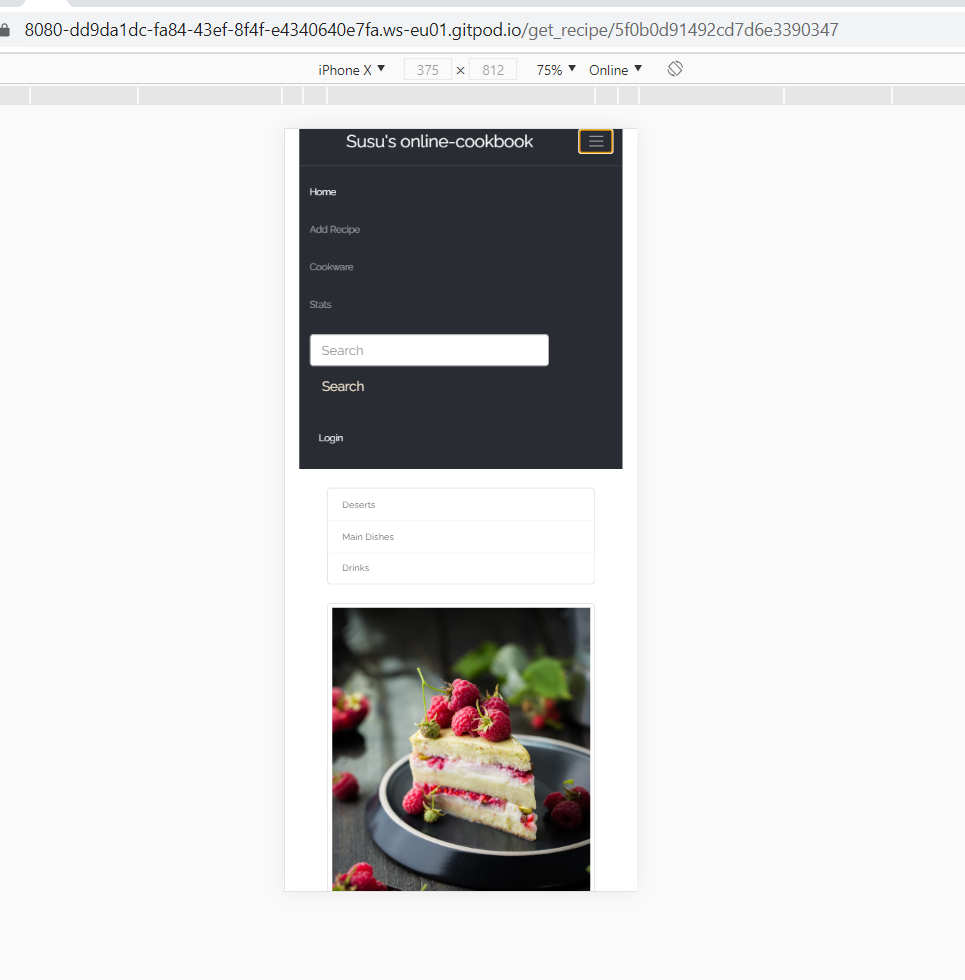 8080-dd9da1dc-fa84-43ef-8f4f-e4340640e7fa.ws-eu01.gitpod.io/get_recipe/5f0b0d91492cd7d6e3390347
iPhone X 375 × 812 75% Online
Susu's online-cookbook
Home
Add Recipe
Cookware
Stats
Search
Search
Login
Deserts
Main Dishes
Drinks